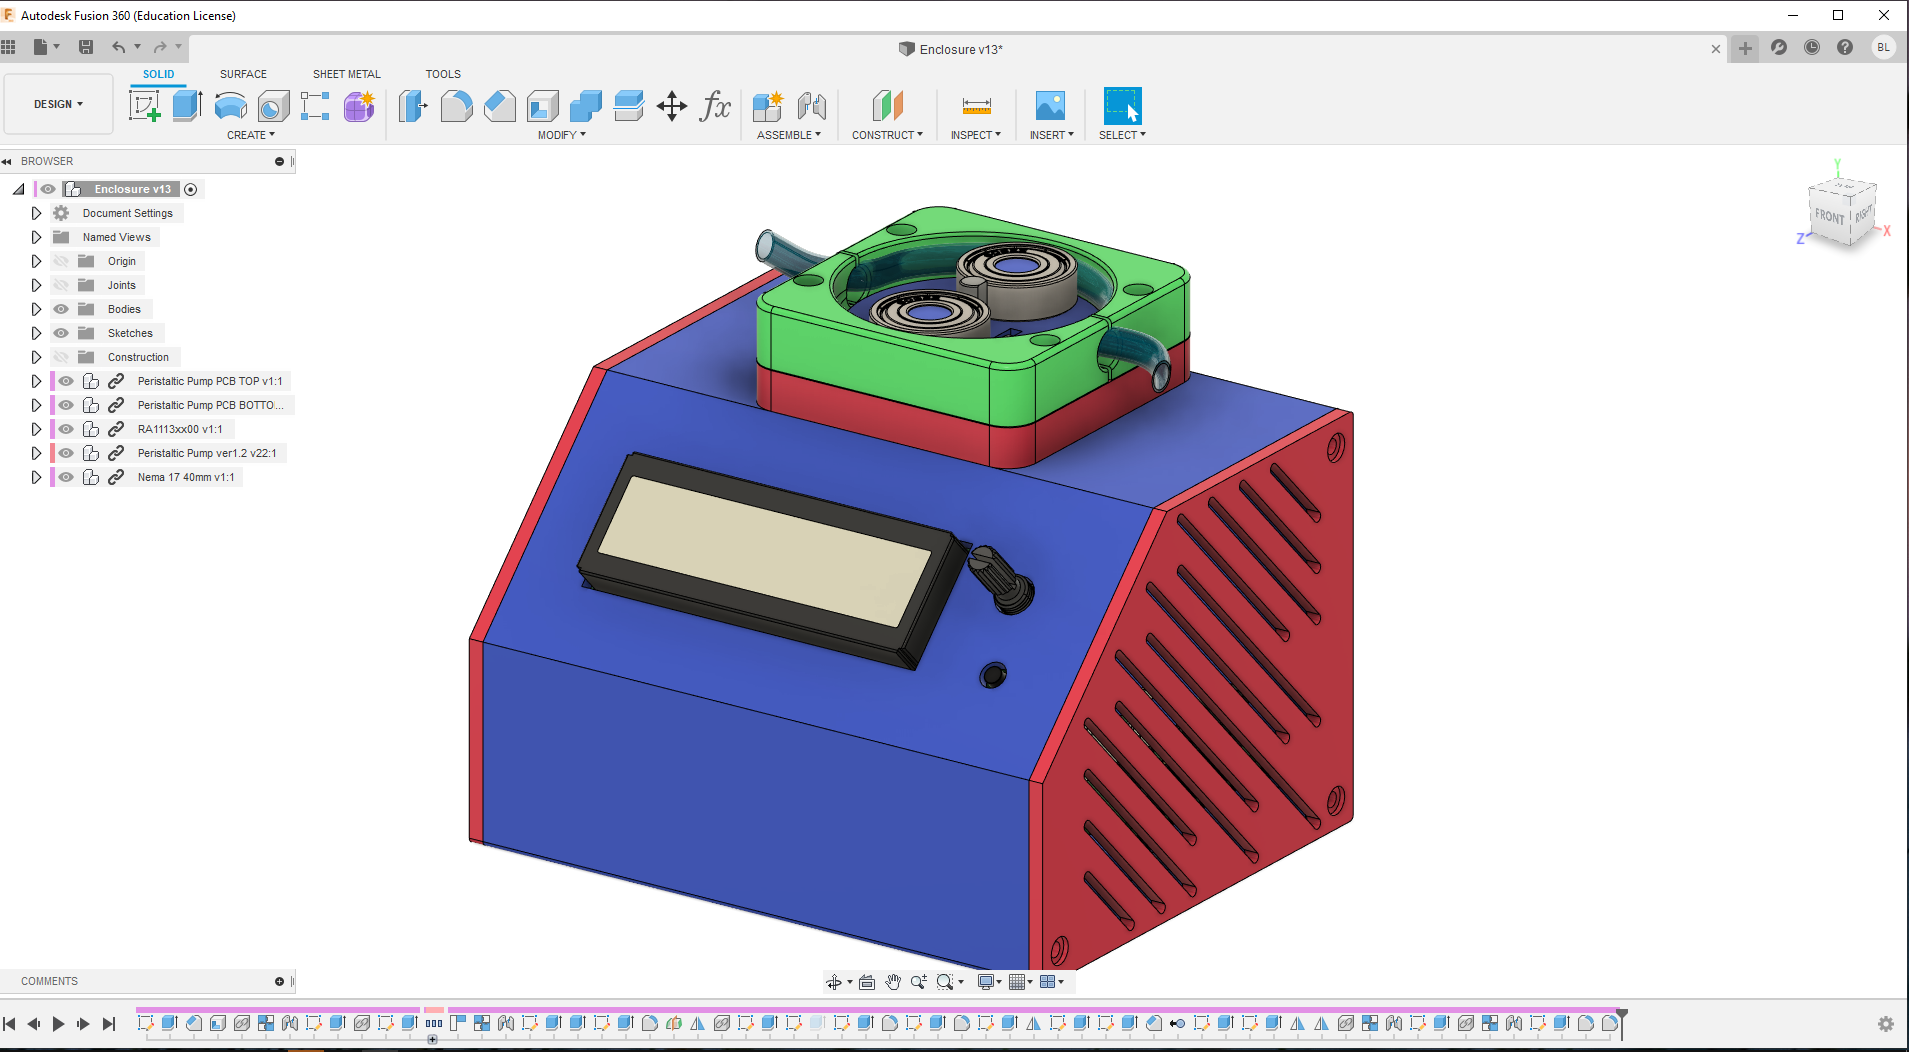 Autodesk Fusion 360 (Education License)
Enclosure v13*
BL
SOLID
SURFACE
SHEET METAL
TOOLS
DESIGN
CREATE
MODIFY
ASSEMBLE
CONSTRUCT
INSPECT
INSERT
SELECT
fx
BROWSER
Enclosure v13
Document Settings
Named Views
Origin
Joints
Bodies
Sketches
Construction
Peristaltic Pump PCB TOP v1:1
Peristaltic Pump PCB BOTTO...
RA1113xx00 v1:1
Peristaltic Pump ver1.2 v22:1
Nema 17 40mm v1:1
Y
FRONT
RIGHT
Z
X
COMMENTS